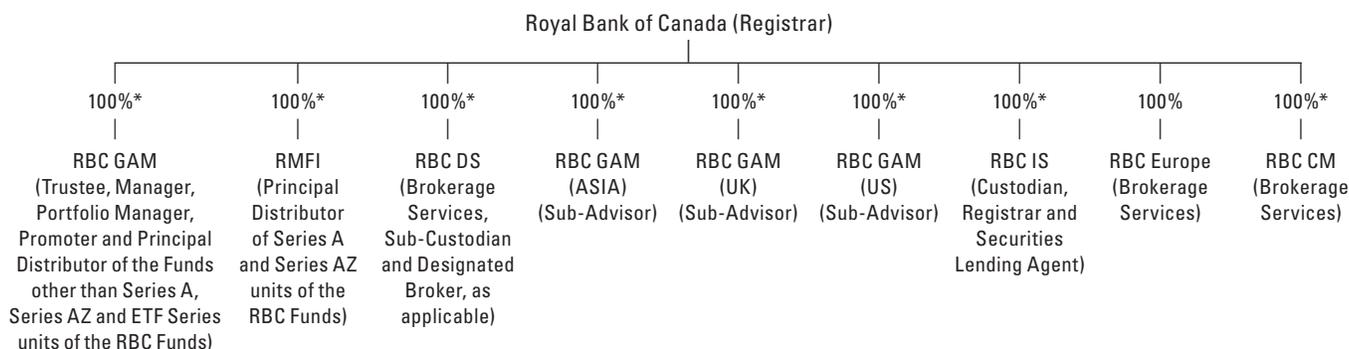 Royal Bank of Canada (Registrar)
100%*
100%*
100%*
100%*
100%*
100%*
100%*
100%
100%*
RBC GAM
(Trustee, Manager,
Portfolio Manager,
Promoter and Principal
Distributor of the Funds
other than Series A,
Series AZ and ETF Series
units of the RBC Funds)
RMFI
(Principal
Distributor
of Series A
and Series AZ
units of the
RBC Funds)
RBC DS
(Brokerage
Services,
Sub-Custodian
and Designated
Broker, as
applicable)
RBC GAM
(ASIA)
(Sub-Advisor)
RBC GAM
(UK)
(Sub-Advisor)
RBC GAM
(US)
(Sub-Advisor)
RBC IS
(Custodian,
Registrar and
Securities
Lending Agent)
RBC Europe
(Brokerage
Services)
RBC CM
(Brokerage
Services)